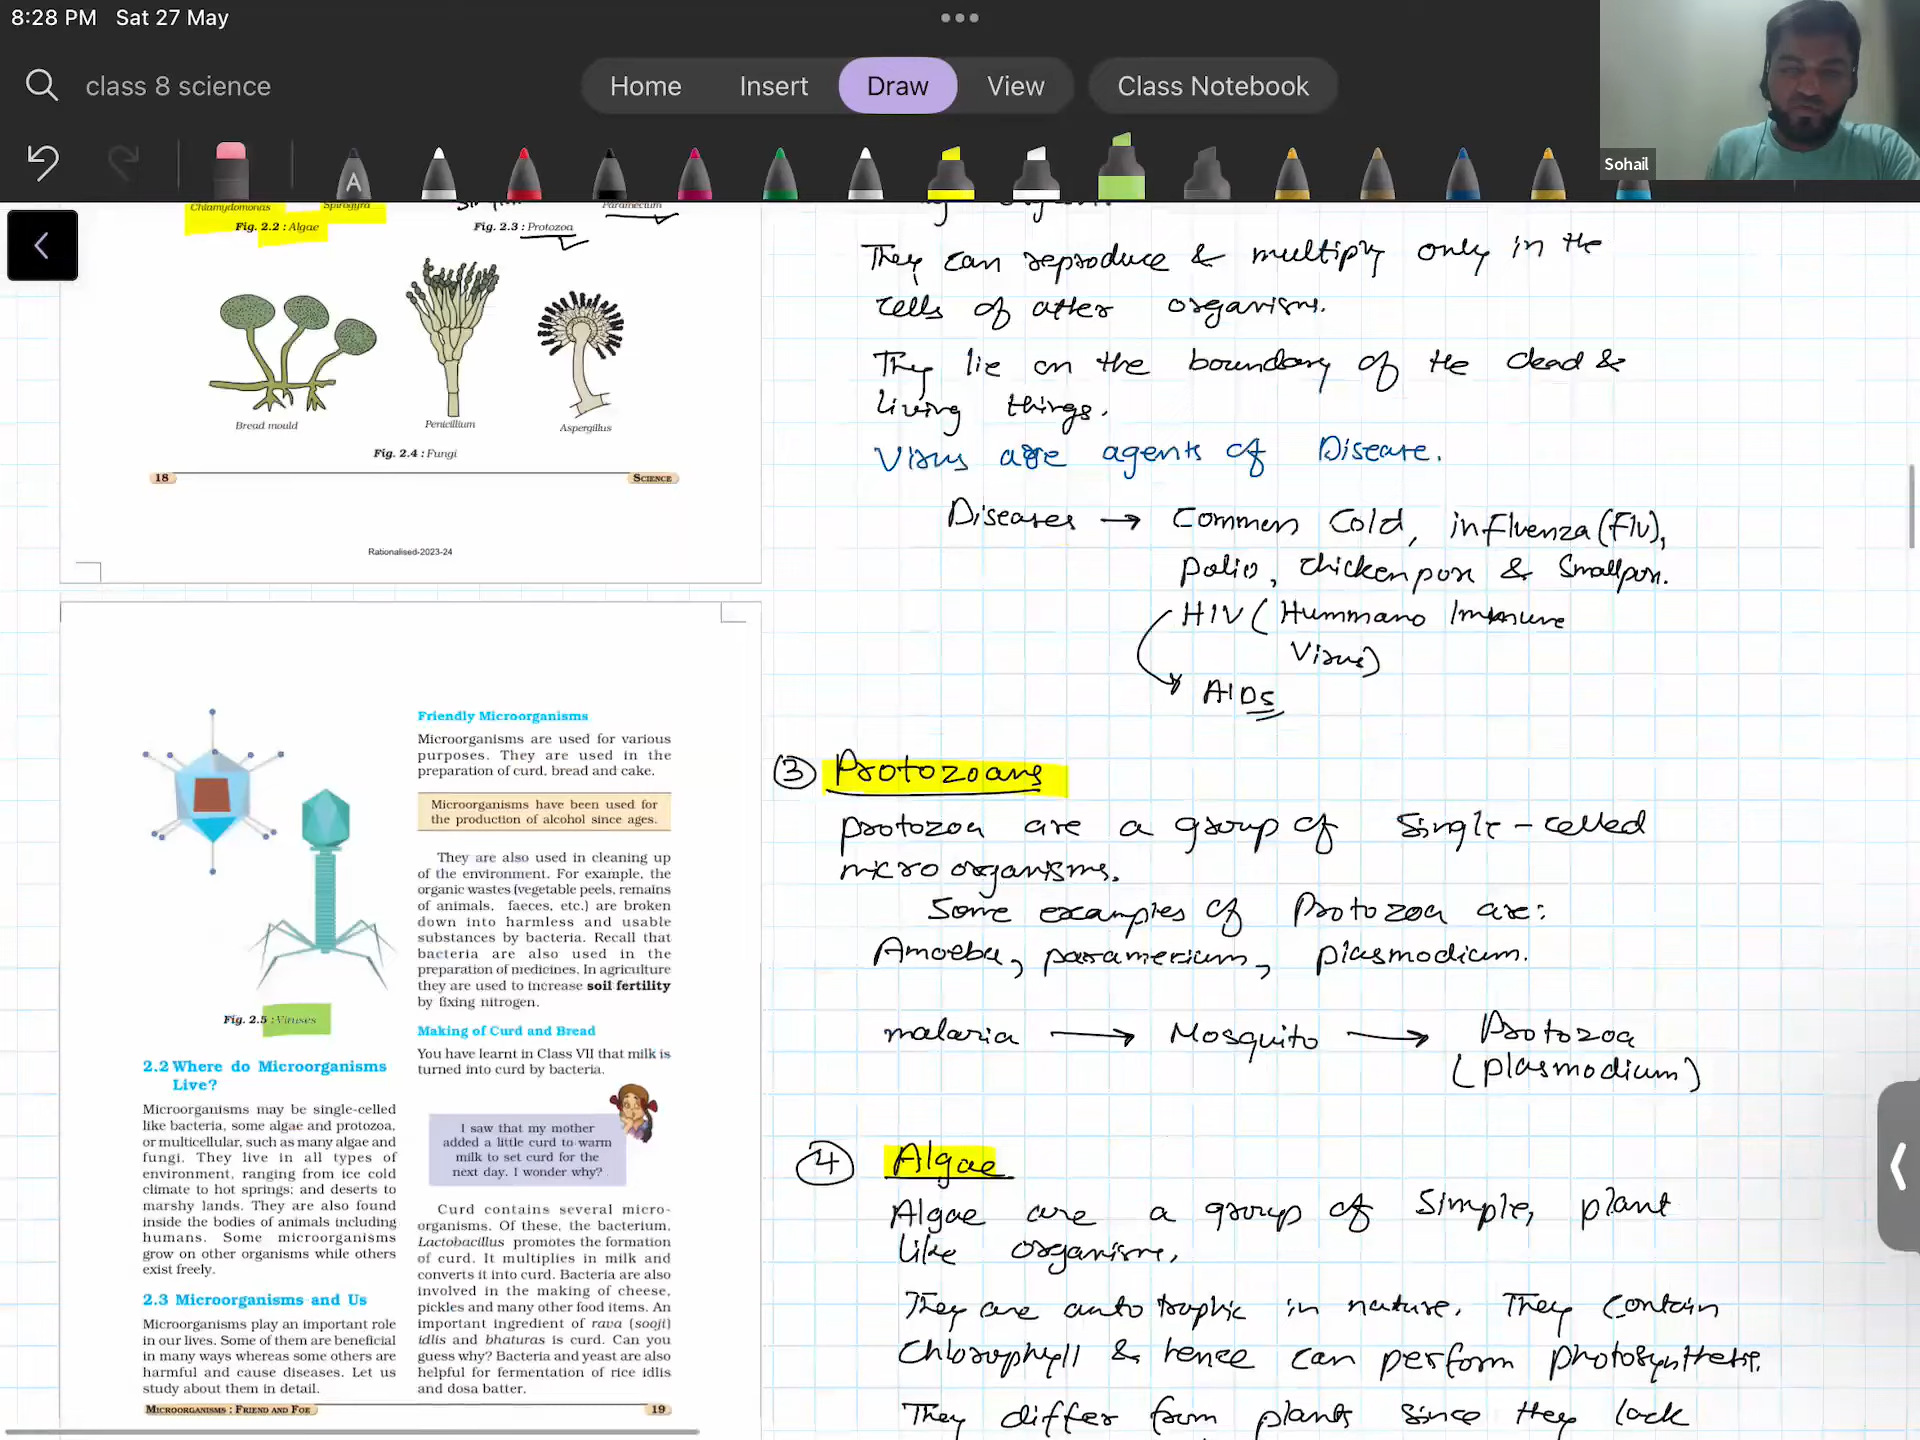 8:28 PM Sat 27 May
class 8 science
Home
Insert
Draw
View
Class Notebook
Sohail
A
Chlamydomonas
Spirogyra
Paramecium
Fig. 2.2 : Algae
Fig. 2.3 : Protozoa
Bread mould
Penicillium
Aspergillus
Fig. 2.4 : Fungi
18
SCIENCE
Rationalised-2023-24
Fig. 2.5 : Viruses
2.2 Where do Microorganisms
Live?
Microorganisms may be single-celled
like bacteria, some algae and protozoa,
or multicellular, such as many algae and
fungi. They live in all types of
environment, ranging from ice cold
climate to hot springs; and deserts to
marshy lands. They are also found
inside the bodies of animals including
humans. Some microorganisms
grow on other organisms while others
exist freely.
2.3 Microorganisms and Us
Microorganisms play an important role
in our lives. Some of them are beneficial
in many ways whereas some others are
harmful and cause diseases. Let us
study about them in detail.
Friendly Microorganisms
Microorganisms are used for various
purposes. They are used in the
preparation of curd, bread and cake.
Microorganisms have been used for
the production of alcohol since ages.
They are also used in cleaning up
of the environment. For example, the
organic wastes (vegetable peels, remains
of animals, faeces, etc.) are broken
down into harmless and usable
substances by bacteria. Recall that
bacteria are also used in the
preparation of medicines. In agriculture
they are used to increase soil fertility
by fixing nitrogen.
Making of Curd and Bread
You have learnt in Class VII that milk is
turned into curd by bacteria.
I saw that my mother
added a little curd to warm
milk to set curd for the
next day. I wonder why?
Curd contains several micro-
organisms. Of these, the bacterium,
Lactobacillus promotes the formation
of curd. It multiplies in milk and
converts it into curd. Bacteria are also
involved in the making of cheese,
pickles and many other food items. An
important ingredient of rava (sooji)
idlis and bhaturas is curd. Can you
guess why? Bacteria and yeast are also
helpful for fermentation of rice idlis
and dosa batter.
MICROORGANISMS : FRIEND AND FOE
19
They can reproduce & multiply only in the
cells of other organism.
They lie on the boundary of the dead &
living things.
Virus are agents of Disease.
Diseases → Common Cold, influenza (Flu),
Polio, chickenpox & Smallpox.
HIV (Hummano Immune
Virus)
AIDS
3 Protozoans
protozoa are a group of Single-celled
microorganisms.
Some examples of Protozoa are:
Amoeba, paramecium, plasmodium.
malaria → Mosquito → Protozoa
(plasmodium)
4 Algae
Algae are a group of Simple, plant
like organism,
They are autotrophic in nature. They contain
Chlorophyll & hence can perform photosynthesis.
They differ from plants since they lack